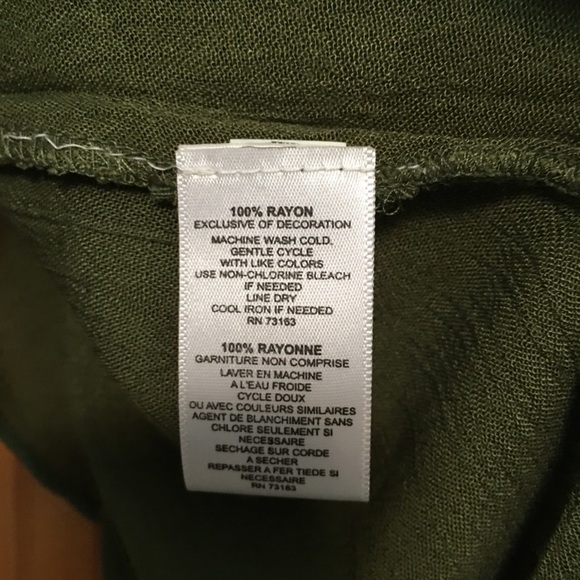 100% RAYON
EXCLUSIVE OF DECORATION
MACHINE WASH COLD,
GENTLE CYCLE
WITH LIKE COLORS
USE NON-CHLORINE BLEACH
IF NEEDED
LINE DRY
COOL IRON IF NEEDED
RN 73163
100% RAYONNE
GARNITURE NON COMPRISE
LAVER EN MACHINE
A L'EAU FROIDE
CYCLE DOUX
OU AVEC COULEURS SIMILAIRES
AGENT DE BLANCHIMENT SANS
CHLORE SEULEMENT SI
NECESSAIRE
SECHAGE SUR CORDE
A SECHER
REPASSER A FER TIEDE SI
NECESSAIRE
RN 73163